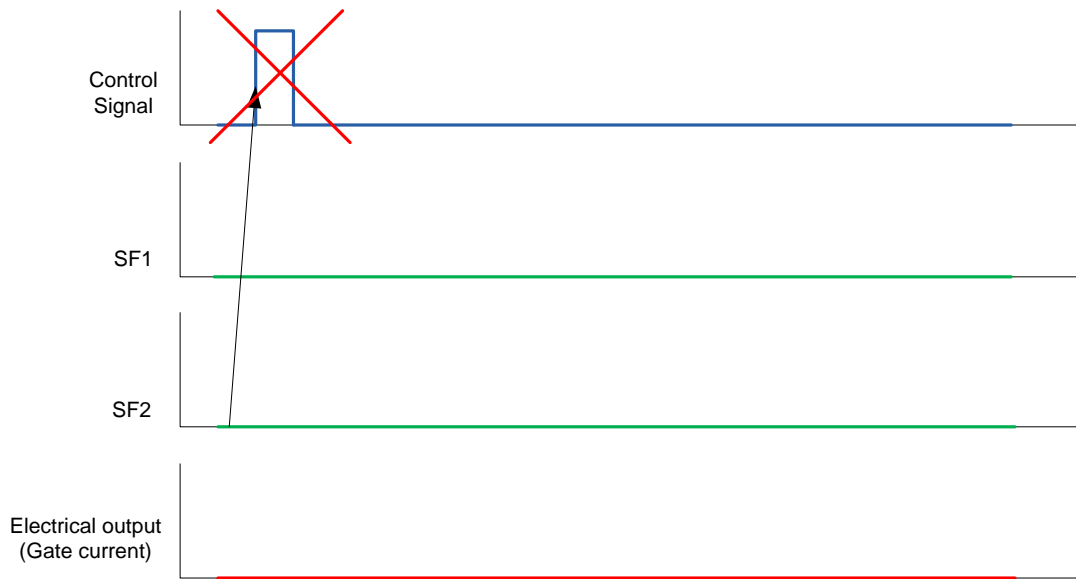 Control
Signal
SF1
SF2
Electrical output
(Gate current)